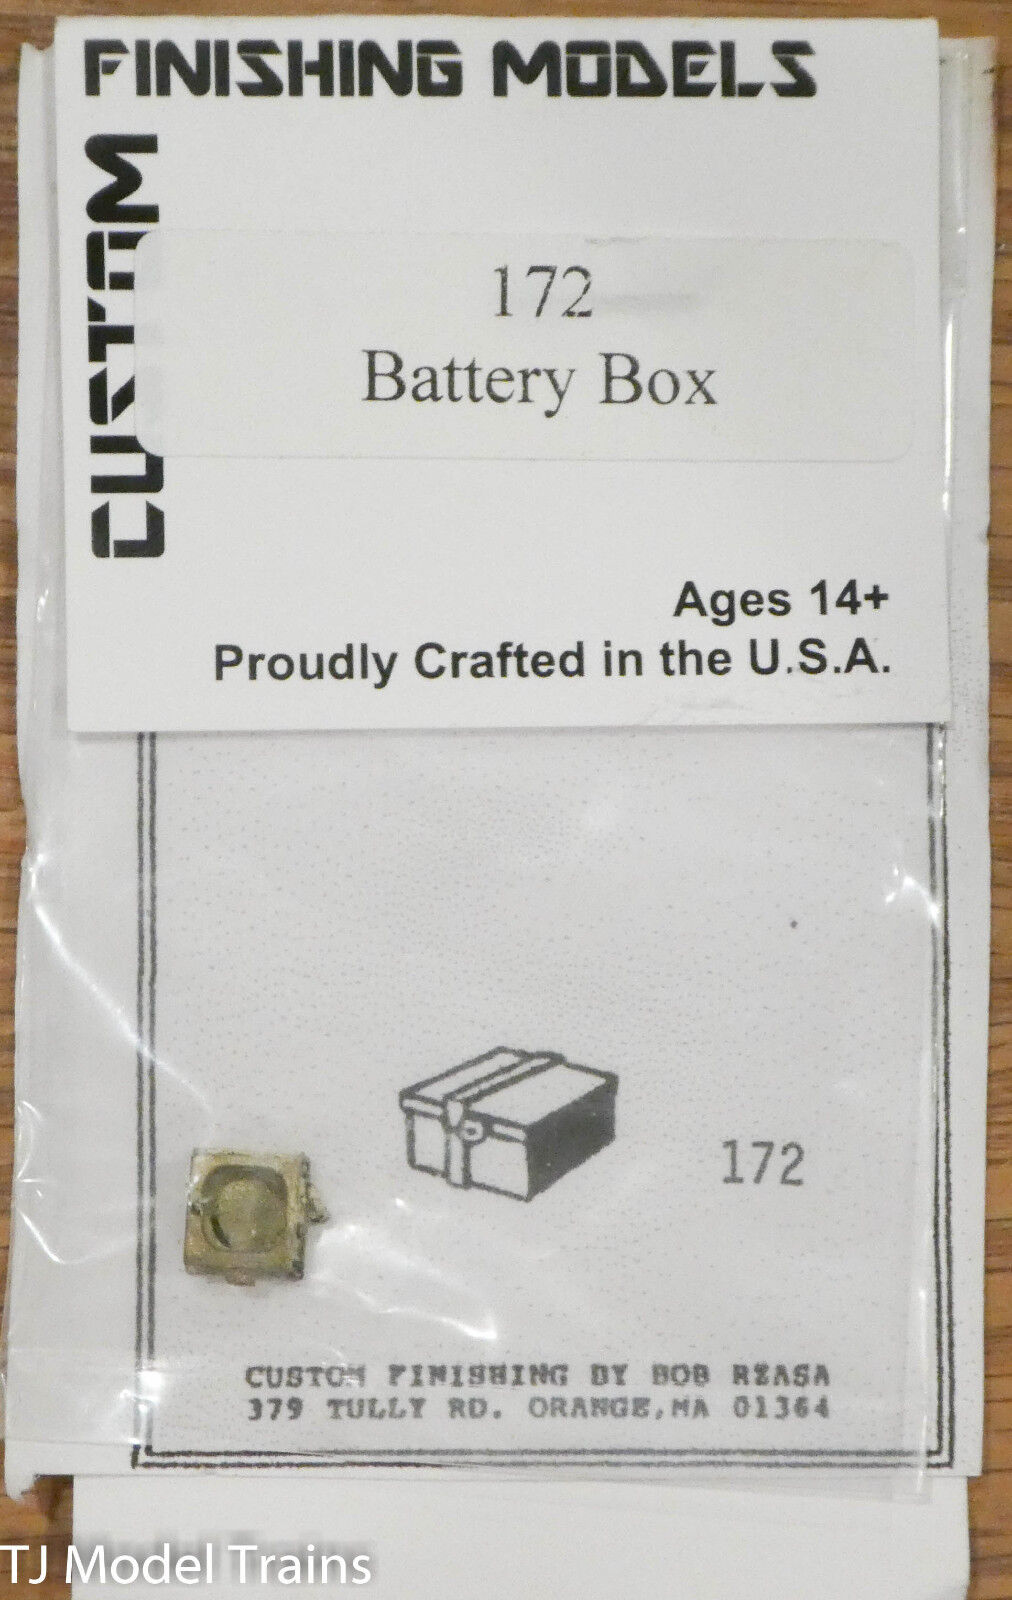 FINISHING MODELS
CUSTOM
172
Battery Box
Ages 14+
Proudly Crafted in the U.S.A.
172
CUSTOM FINISHING BY BOB RZASA
379 TULLY RD. ORANGE, MA 01364
TJ Model Trains